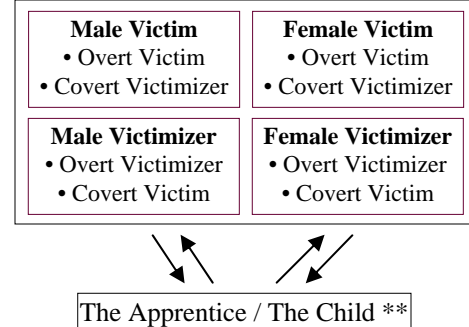 Male Victim
• Overt Victim
• Covert Victimizer
Female Victim
• Overt Victim
• Covert Victimizer
Male Victimizer
• Overt Victimizer
• Covert Victim
Female Victimizer
• Overt Victimizer
• Covert Victim
The Apprentice / The Child **